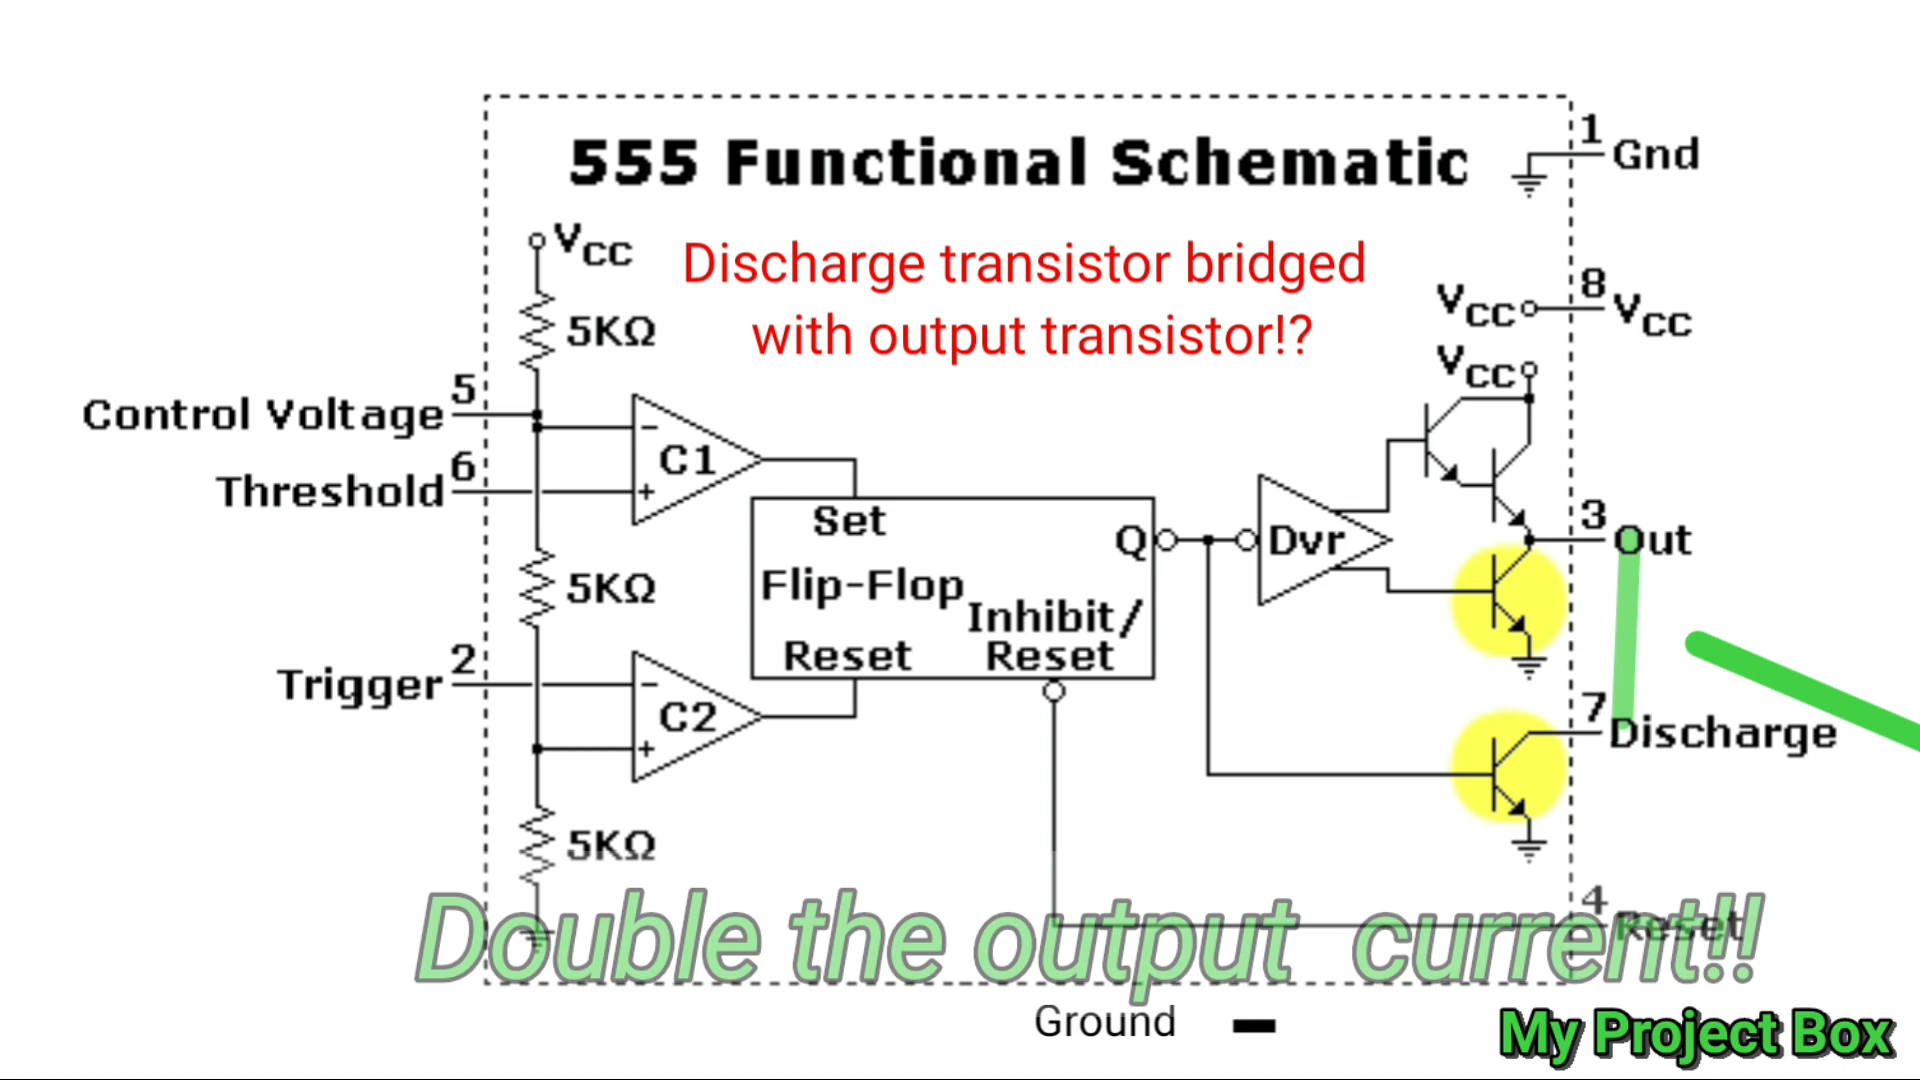 555 Functional Schematic
1
Gnd
VCC
Discharge transistor bridged
with output transistor!?
8
VCC
VCC
VCC
5KΩ
5
Control Voltage
−
C1
+
6
Threshold
Set
Q
Dvr
3
Out
Flip-Flop
Inhibit/
Reset
Reset
5KΩ
2
Trigger
−
C2
+
7
Discharge
5KΩ
4
Reset
Double the output current!!
Ground
My Project Box